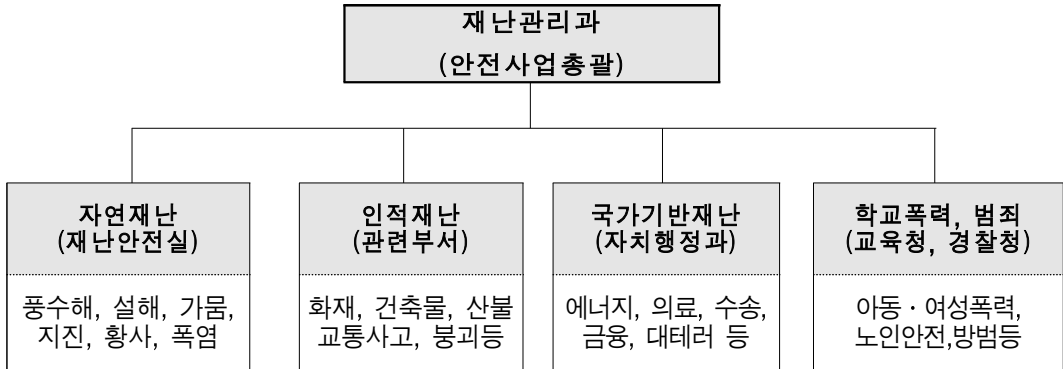 재난관리과
(안전사업총괄)
자연재난
(재난안전실)
풍수해, 설해, 가뭄,
지진, 황사, 폭염
인적재난
(관련부서)
화재, 건축물, 산불
교통사고, 붕괴등
국가기반재난
(자치행정과)
에너지, 의료, 수송,
금융, 대테러 등
학교폭력, 범죄
(교육청, 경찰청)
아동·여성폭력,
노인안전,방범등